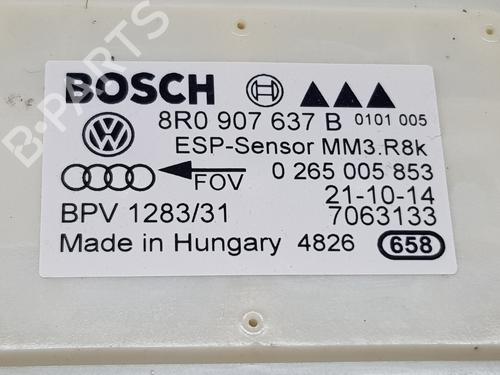 BOSCH
8R0 907 637 B 0101 005
ESP-Sensor MM3.R8k
FOV 0 265 005 853
21-10-14
BPV 1283/31 7063133
Made in Hungary 4826 658
B-PARTS